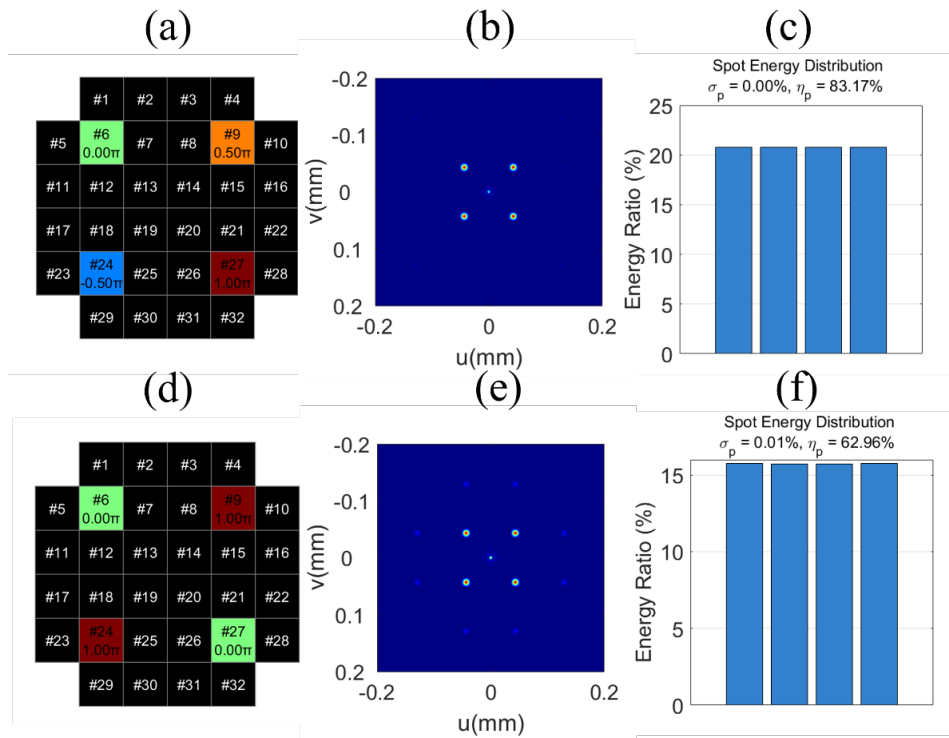 (a)
(b)
(c)
#1 #2 #3 #4
#5 #6 0.00π #7 #8 #9 0.50π #10
#11 #12 #13 #14 #15 #16
#17 #18 #19 #20 #21 #22
#23 #24 -0.50π #25 #26 #27 1.00π #28
#29 #30 #31 #32
-0.2
-0.1
0
0.1
0.2
v(mm)
-0.2 0 0.2
u(mm)
Spot Energy Distribution
σp = 0.00%, ηp = 83.17%
25
20
15
10
5
0
Energy Ratio (%)
(d)
(e)
(f)
#1 #2 #3 #4
#5 #6 0.00π #7 #8 #9 1.00π #10
#11 #12 #13 #14 #15 #16
#17 #18 #19 #20 #21 #22
#23 #24 1.00π #25 #26 #27 0.00π #28
#29 #30 #31 #32
-0.2
-0.1
0
0.1
0.2
v(mm)
-0.2 0 0.2
u(mm)
Spot Energy Distribution
σp = 0.01%, ηp = 62.96%
15
10
5
0
Energy Ratio (%)